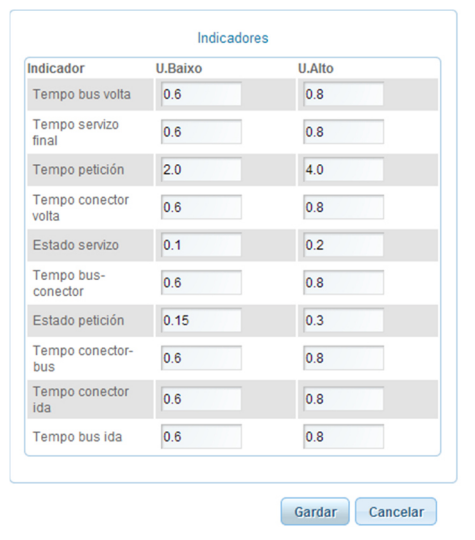 Indicadores
Indicador U.Baixo U.Alto
Tempo bus volta 0.6 0.8
Tempo servizo
final 0.6 0.8
Tempo petición 2.0 4.0
Tempo conector
volta 0.6 0.8
Estado servizo 0.1 0.2
Tempo bus-
conector 0.6 0.8
Estado petición 0.15 0.3
Tempo conector-
bus 0.6 0.8
Tempo conector
ida 0.6 0.8
Tempo bus ida 0.6 0.8
Gardar Cancelar